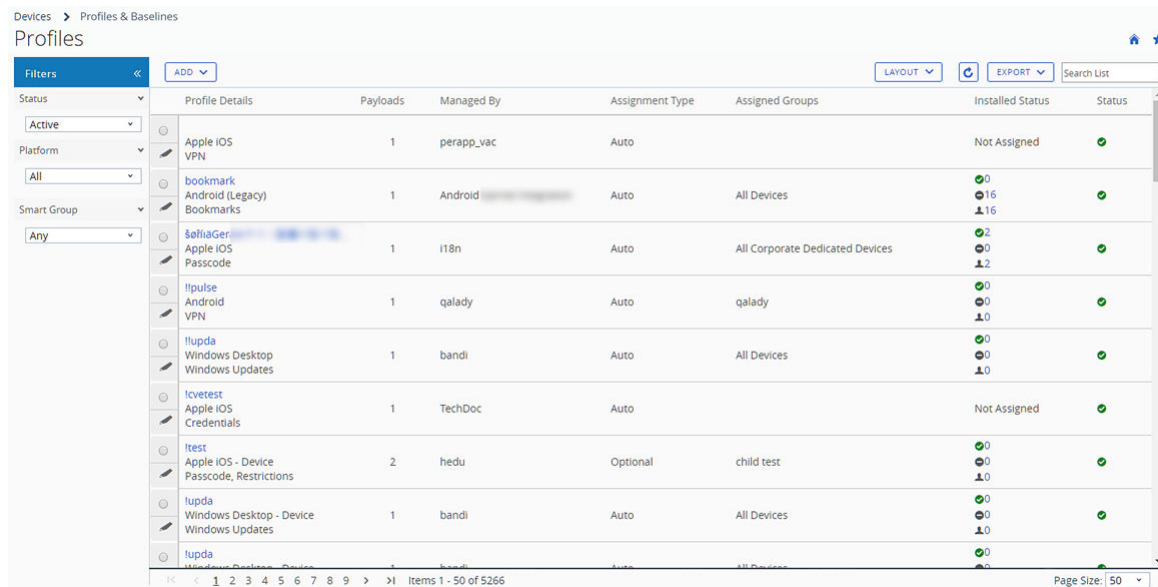 Devices > Profiles & Baselines
Profiles
Filters «
ADD
LAYOUT
EXPORT
Search List
Status
Active
Platform
All
Smart Group
Any
Profile Details Payloads Managed By Assignment Type Assigned Groups Installed Status Status
Apple iOS
VPN
1 perapp_vac Auto Not Assigned
bookmark
Android (Legacy)
Bookmarks
1 Android Auto All Devices
0
16
16
Apple iOS
Passcode
1 i18n Auto All Corporate Dedicated Devices
2
0
2
!!pulse
Android
VPN
1 qalady Auto qalady
0
0
0
!!upda
Windows Desktop
Windows Updates
1 bandi Auto All Devices
0
0
0
!cvetest
Apple iOS
Credentials
1 TechDoc Auto Not Assigned
!test
Apple iOS - Device
Passcode, Restrictions
2 hedu Optional child test
0
0
0
!upda
Windows Desktop - Device
Windows Updates
1 bandi Auto All Devices
0
0
0
!upda
0
1 2 3 4 5 6 7 8 9 Items 1 - 50 of 5266
Page Size: 50